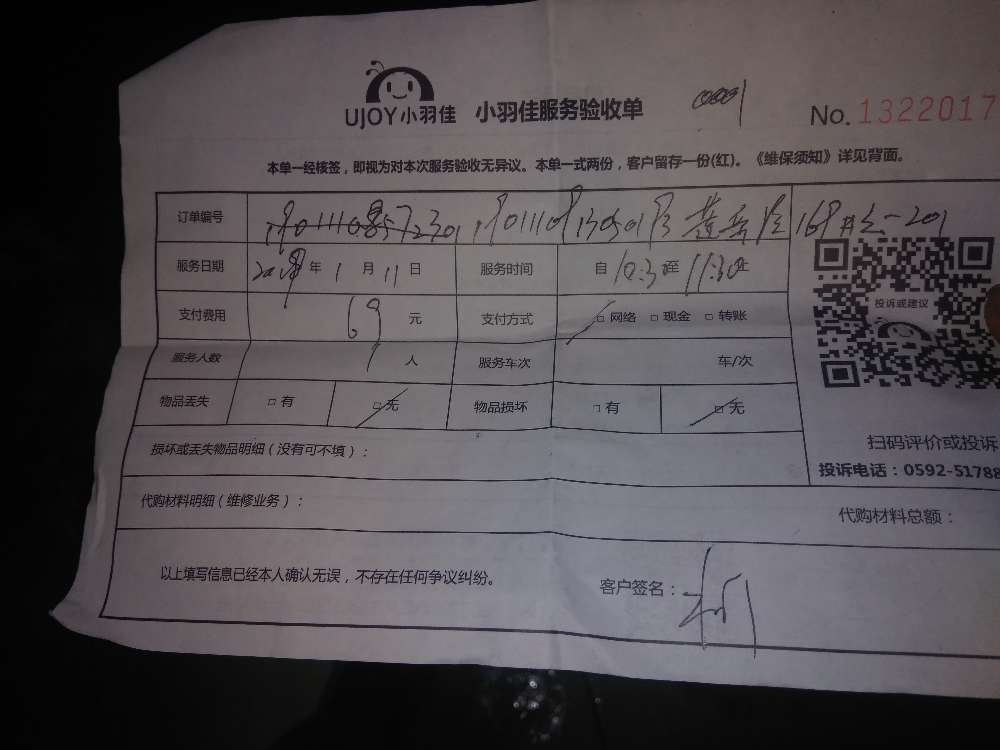 UJOY小羽佳 小羽佳服务验收单 No. 1322017
本单一经核签，即视为对本次服务验收无异议。本单一式两份，客户留存一份(红)。《维保须知》详见背面。
订单编号
服务日期 年 1 月 11 日 服务时间 自 10:30 至 11:30 止
支付费用 69 元 支付方式 □ 网络 □ 现金 □ 转账
投诉或建议
服务人数 1 人 服务车次 车/次
物品丢失 □ 有 □ 无 物品损坏 □ 有 □ 无
扫码评价或投诉
损坏或丢失物品明细（没有可不填）：
投诉电话：0592-51788
代购材料明细（维修业务）：
代购材料总额：
以上填写信息已经本人确认无误，不存在任何争议纠纷。 客户签名：